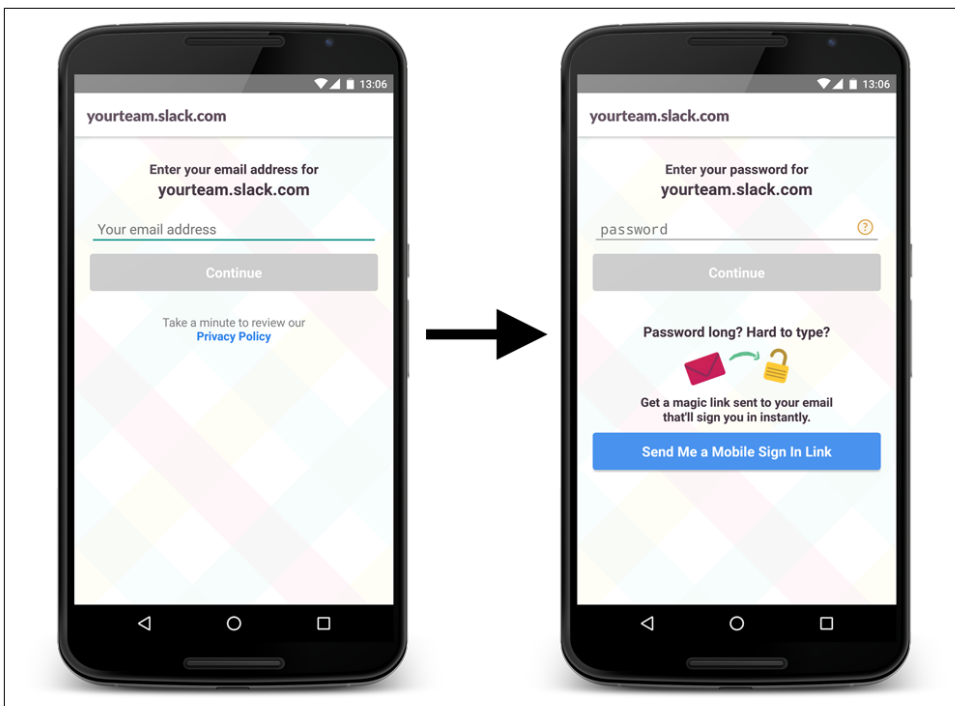 13:06
yourteam.slack.com
Enter your email address for
yourteam.slack.com
Your email address
Continue
Take a minute to review our
Privacy Policy
13:06
yourteam.slack.com
Enter your password for
yourteam.slack.com
password
?
Continue
Password long? Hard to type?
Get a magic link sent to your email
that'll sign you in instantly.
Send Me a Mobile Sign In Link